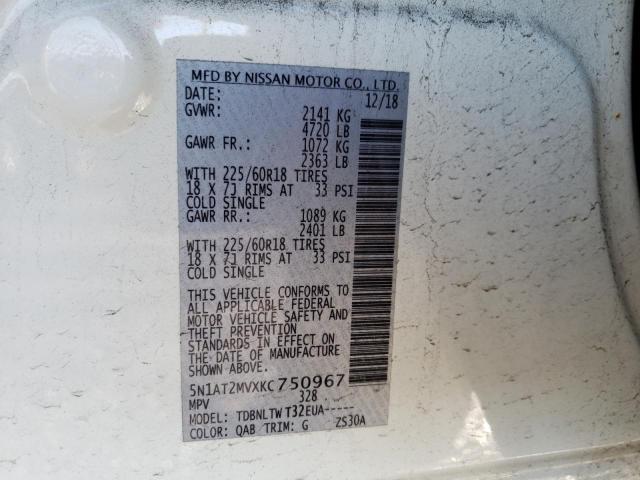 MFD BY NISSAN MOTOR CO., LTD.
DATE: 12/18
GVWR: 2141 KG
4720 LB
GAWR FR.: 1072 KG
2363 LB
WITH 225/60R18 TIRES
18 X 7J RIMS AT 33 PSI
COLD SINGLE
GAWR RR.: 1089 KG
2401 LB
WITH 225/60R18 TIRES
18 X 7J RIMS AT 33 PSI
COLD SINGLE
THIS VEHICLE CONFORMS TO
ALL APPLICABLE FEDERAL
MOTOR VEHICLE SAFETY AND
THEFT PREVENTION
STANDARDS IN EFFECT ON THE
DATE OF MANUFACTURE
SHOWN ABOVE.
5N1AT2MVXKC750967
MPV 328
MODEL: TDBNLTW T32EUA-----
COLOR: QAB TRIM: G ZS30A